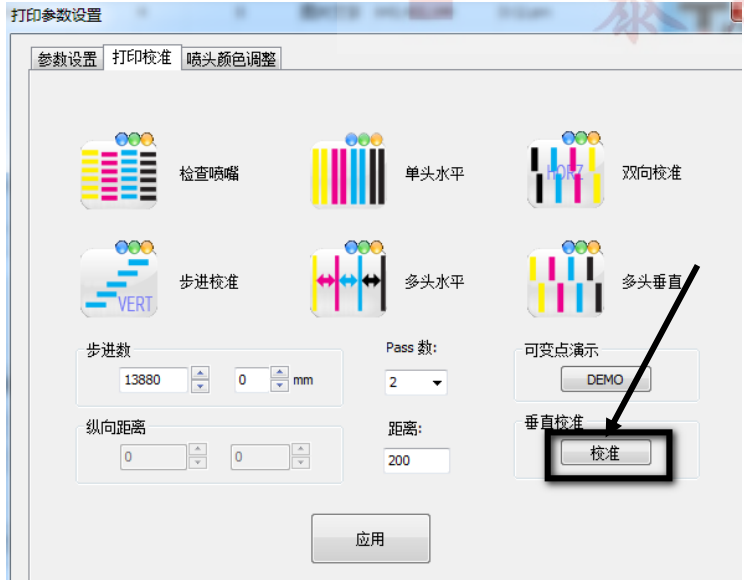 打印参数设置
参数设置 打印校准 喷头颜色调整
检查喷嘴 单头水平 HORZ 双向校准
VERT 步进校准 多头水平 多头垂直
步进数 Pass 数: 可变点演示
13880 0 mm 2 DEMO
纵向距离 距离: 垂直校准
0 0 200 校准
应用